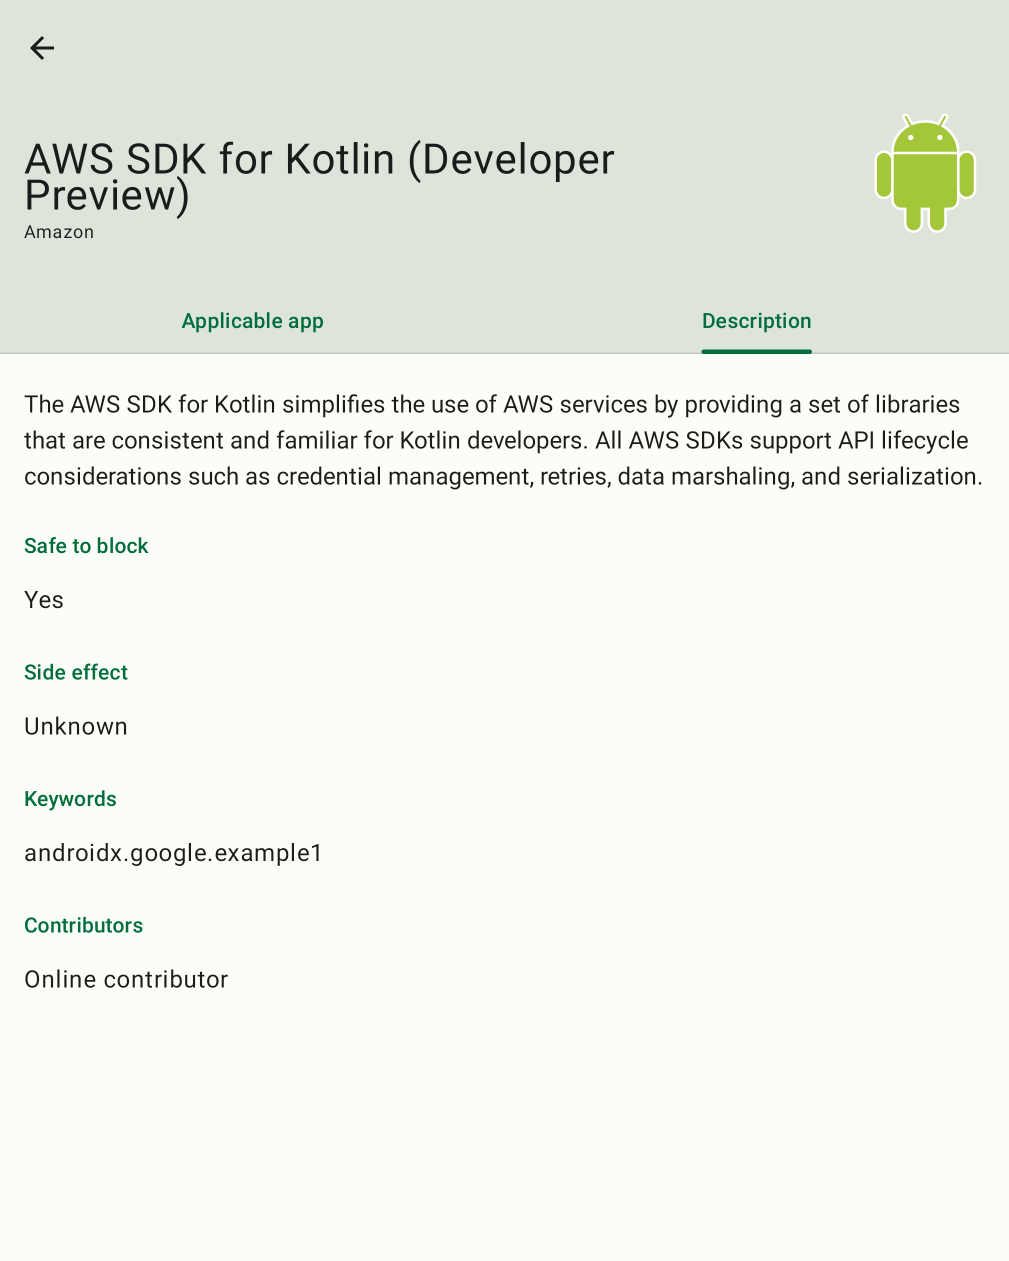 AWS SDK for Kotlin (Developer
Preview)
Amazon
Applicable app
Description
The AWS SDK for Kotlin simplifies the use of AWS services by providing a set of libraries
that are consistent and familiar for Kotlin developers. All AWS SDKs support API lifecycle
considerations such as credential management, retries, data marshaling, and serialization.
Safe to block
Yes
Side effect
Unknown
Keywords
androidx.google.example1
Contributors
Online contributor